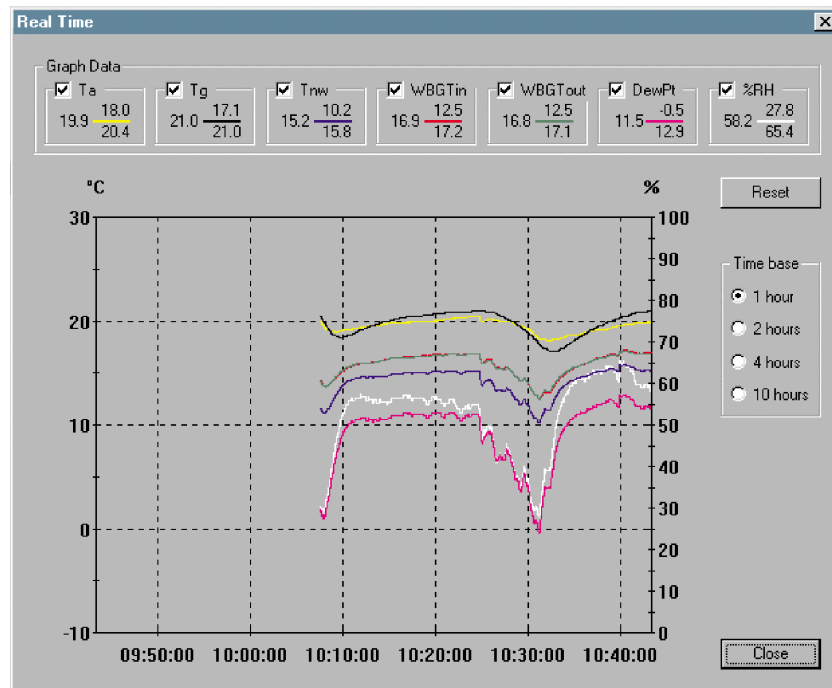 Real Time
Graph Data
Ta Tg Tnw WBGTin WBGTout DewPt %RH
19.9 18.0 20.4 21.0 17.1 21.0 15.2 10.2 15.8 16.9 12.5 17.2 16.8 12.5 17.1 11.5 -0.5 12.9 58.2 27.8 65.4
ºC %
Reset
30 100
90
80
Time base
1 hour
20 70
2 hours
60
4 hours
10 hours
10 50
40
30
0
20
10
-10 0
09:50:00 10:00:00 10:10:00 10:20:00 10:30:00 10:40:00
Close